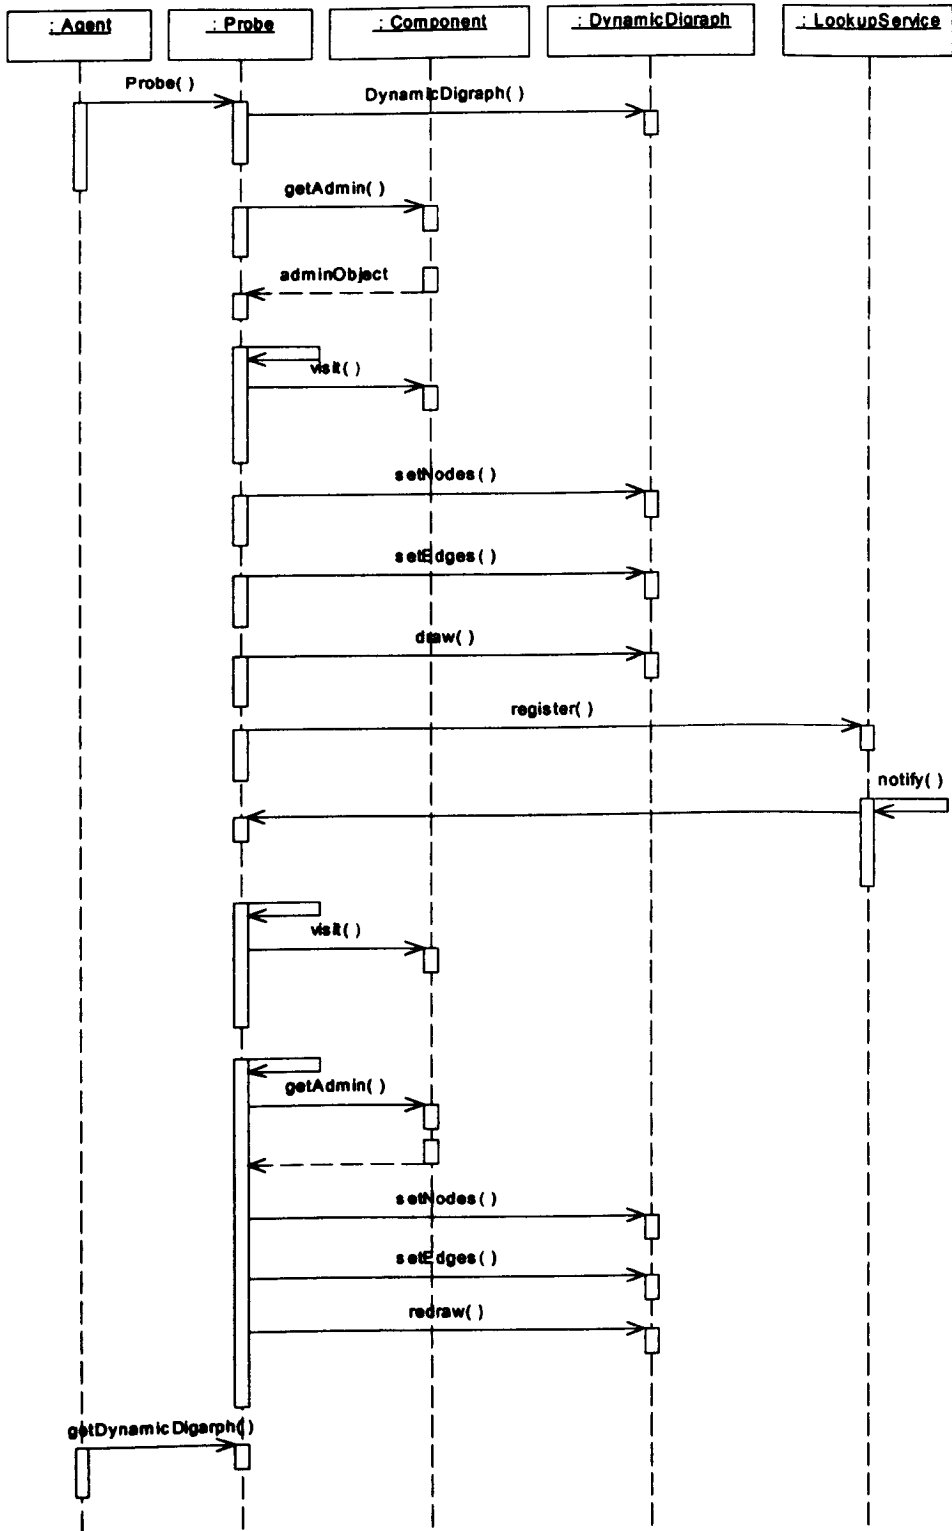 : Agent
: Probe
: Component
: DynamicDigraph
: LookupService
Probe( )
DynamicDigraph( )
getAdmin( )
adminObject
visit( )
setNodes( )
setEdges( )
draw( )
register( )
notify( )
visit( )
getAdmin( )
setNodes( )
setEdges( )
redraw( )
getDynamicDigarph( )